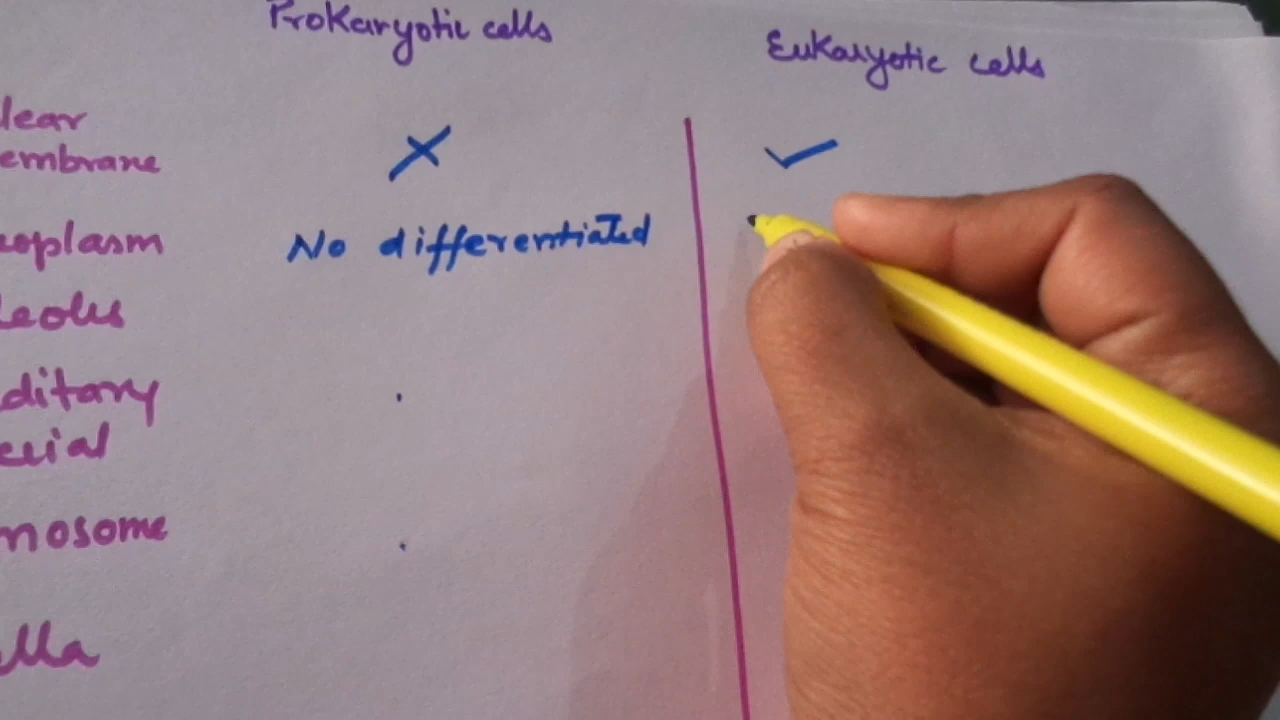 Prokaryotic cells
Eukaryotic cells
lear
embrane
oplasm
No differentiated
leolus
ditary
erial
mosome
lla